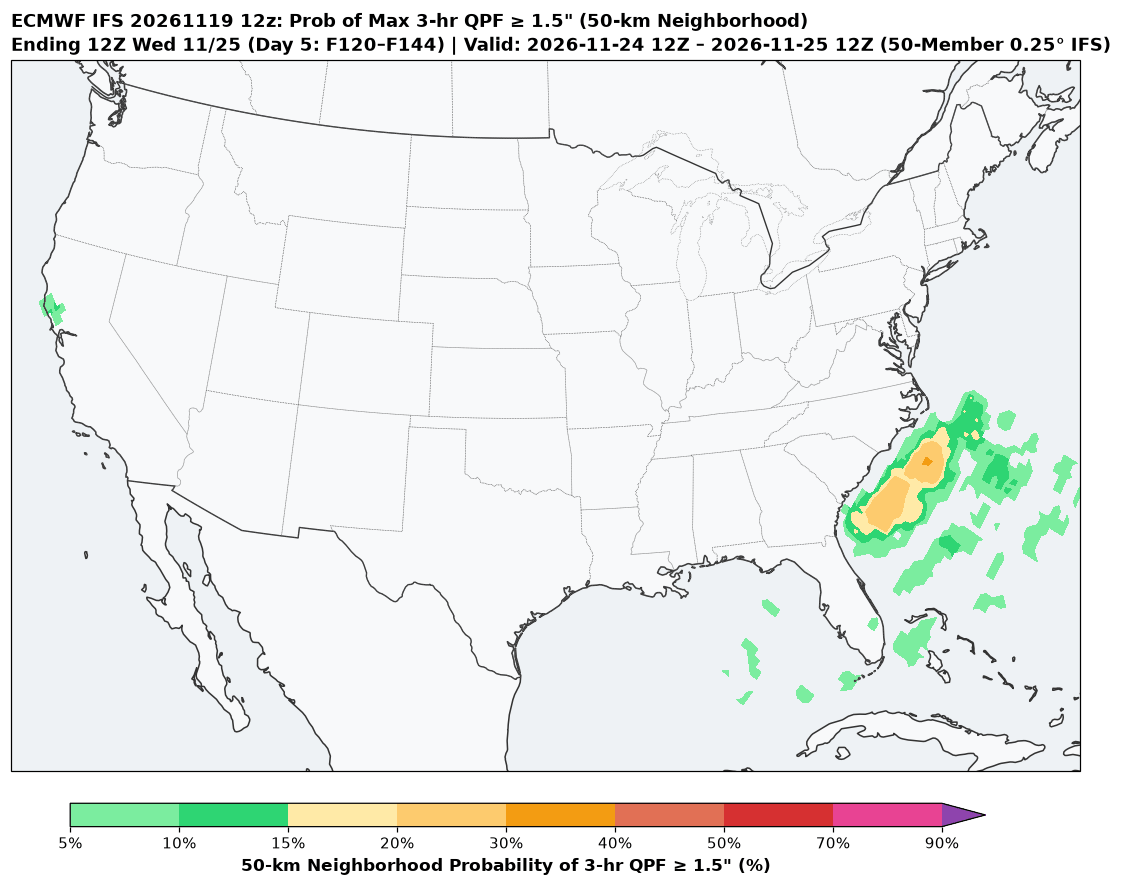 ECMWF IFS 20261119 12z: Prob of Max 3-hr QPF ≥ 1.5" (50-km Neighborhood)
Ending 12Z Wed 11/25 (Day 5: F120–F144) | Valid: 2026-11-24 12Z – 2026-11-25 12Z (50-Member 0.25° IFS)
5% 10% 15% 20% 30% 40% 50% 70% 90%
50-km Neighborhood Probability of 3-hr QPF ≥ 1.5" (%)